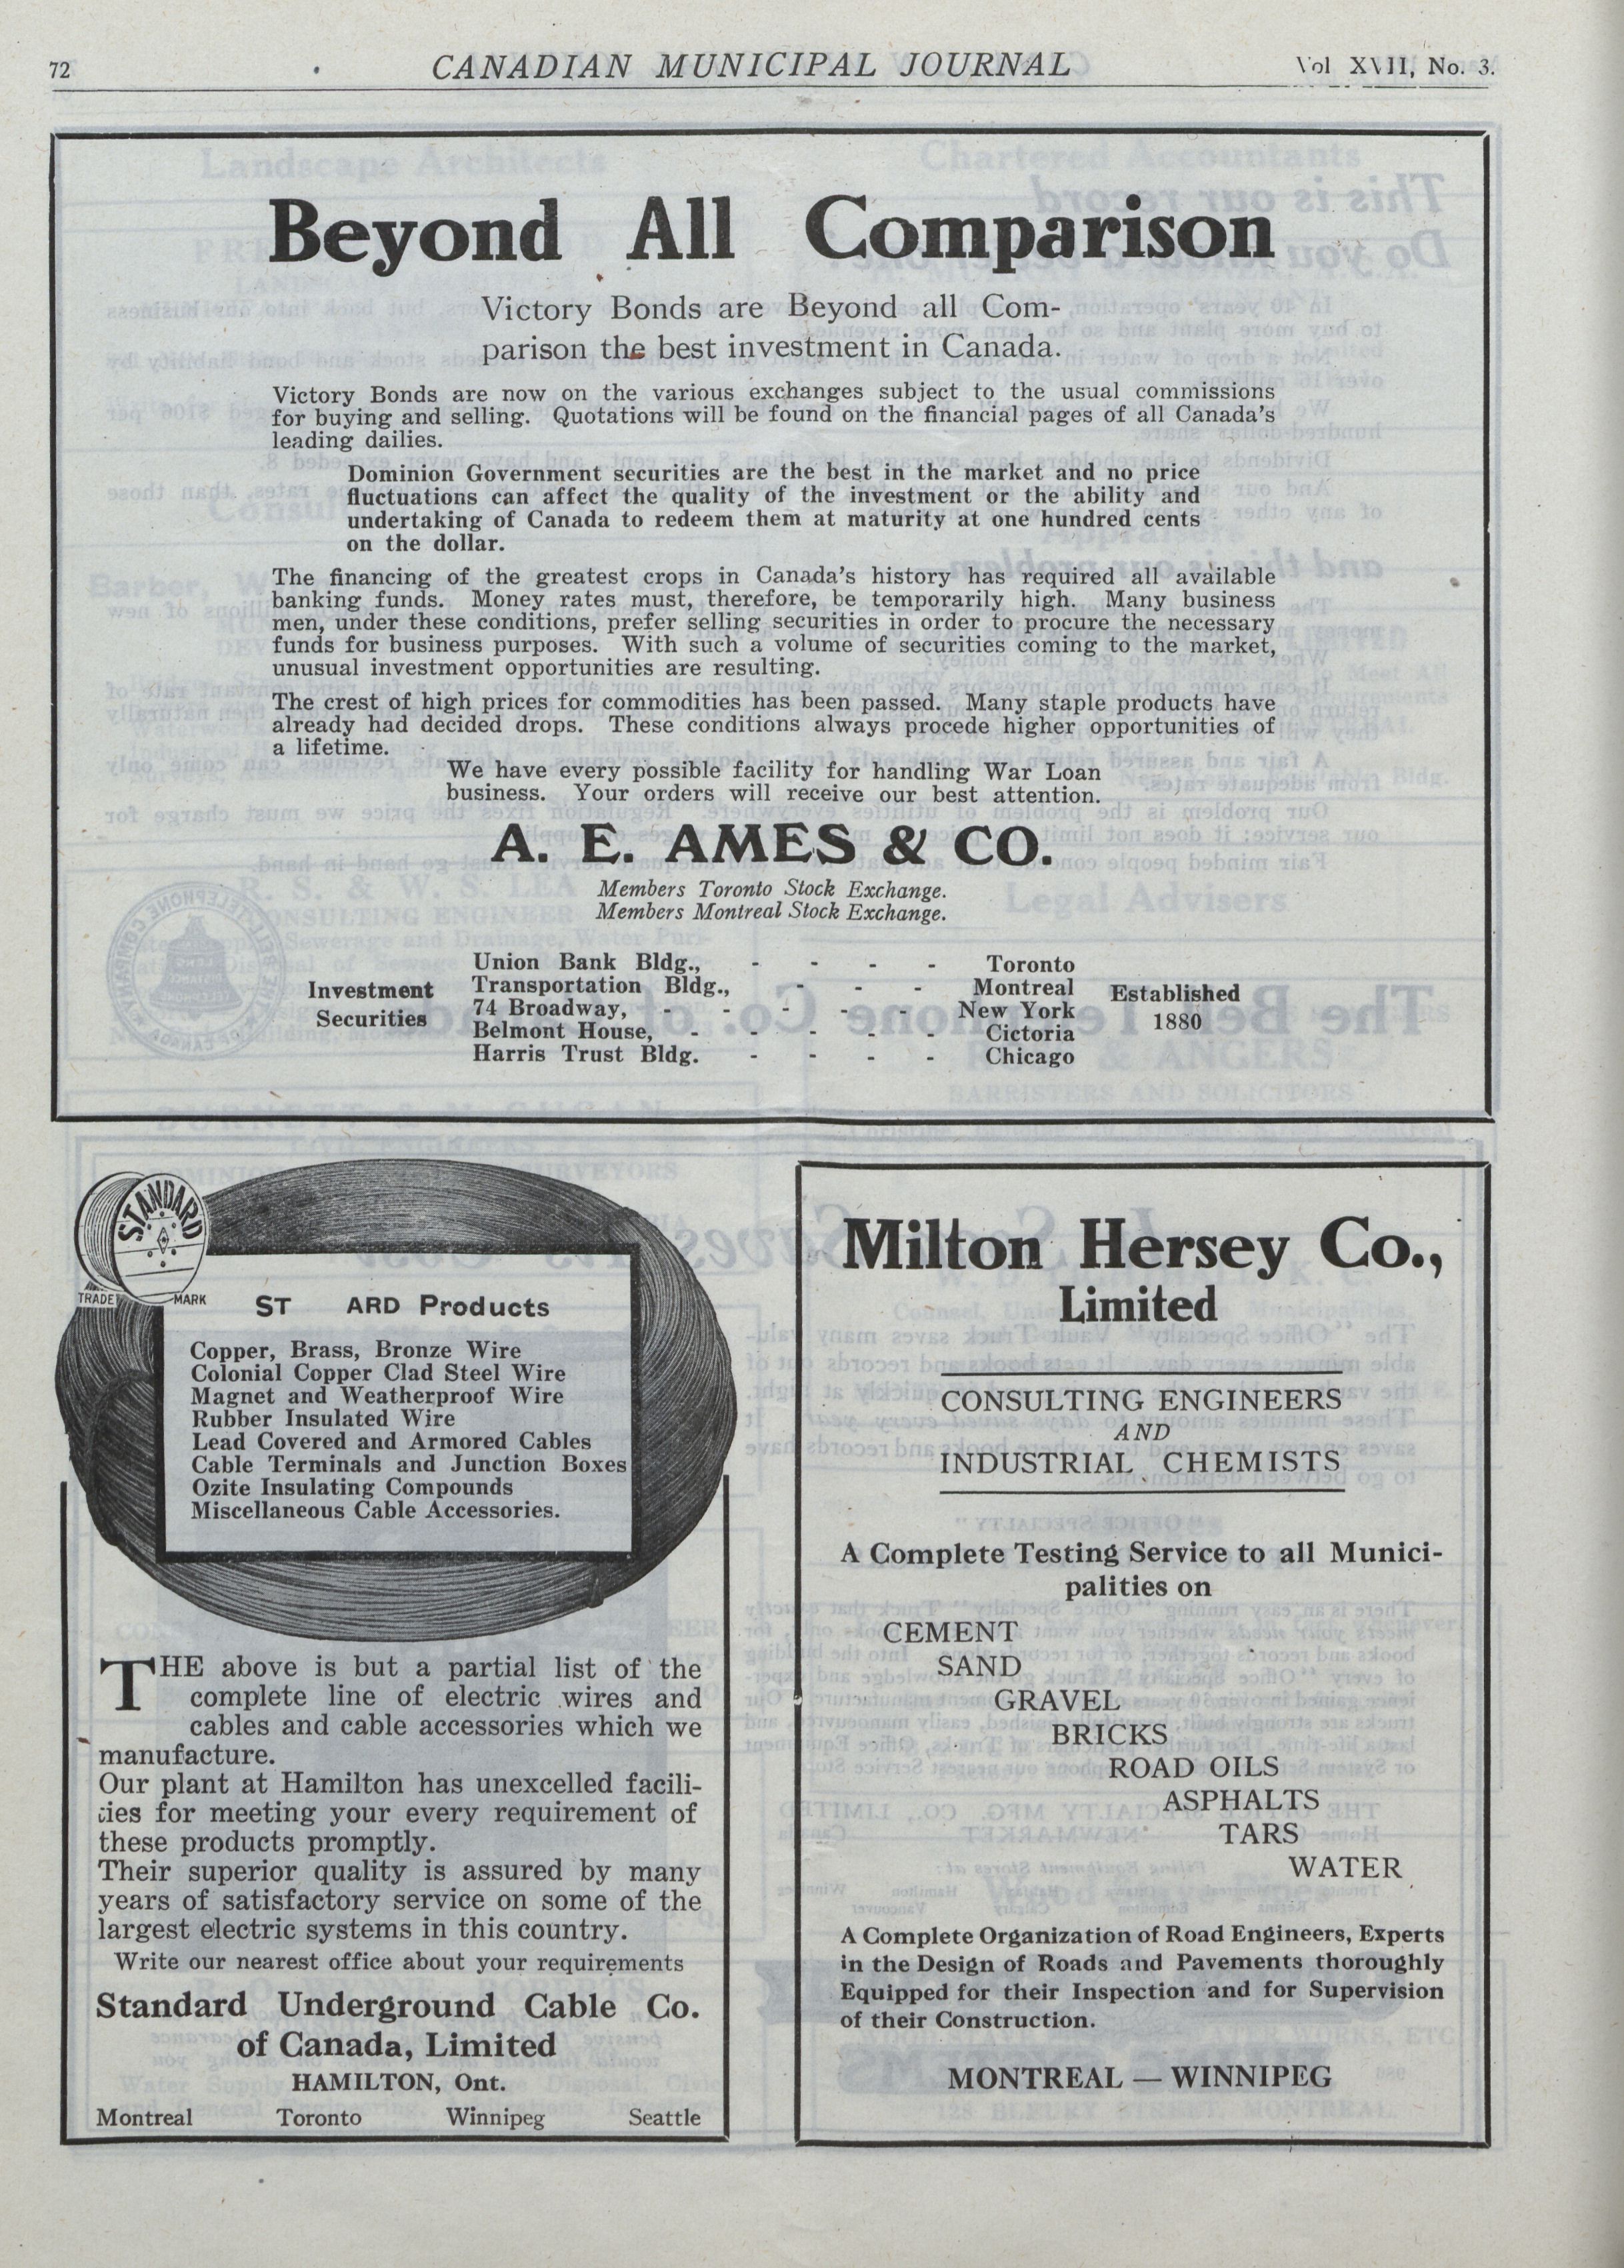 72
CANADIAN MUNICIPAL JOURNAL
Vol XVII, No. 3.
Beyond All Comparison
Victory Bonds are Beyond all Com-
parison the best investment in Canada.
Victory Bonds are now on the various exchanges subject to the usual commissions
for buying and selling. Quotations will be found on the financial pages of all Canada's
leading dailies.
Dominion Government securities are the best in the market and no price
fluctuations can affect the quality of the investment or the ability and
undertaking of Canada to redeem them at maturity at one hundred cents
on the dollar.
The financing of the greatest crops in Canada's history has required all available
banking funds. Money rates must, therefore, be temporarily high. Many business
men, under these conditions, prefer selling securities in order to procure the necessary
funds for business purposes. With such a volume of securities coming to the market,
unusual investment opportunities are resulting.
The crest of high prices for commodities has been passed. Many staple products have
already had decided drops. These conditions always procede higher opportunities of
a lifetime.
We have every possible facility for handling War Loan
business. Your orders will receive our best attention.
A. E. AMES & CO.
Members Toronto Stock Exchange.
Members Montreal Stock Exchange.
Investment
Securities
Union Bank Bldg., - - - - Toronto
Transportation Bldg., - - - Montreal
74 Broadway, - - - - - New York
Belmont House, - - - - - Cictoria
Harris Trust Bldg. - - - - Chicago
Established
1880
STANDARD
TRADE MARK
ST ARD Products
Copper, Brass, Bronze Wire
Colonial Copper Clad Steel Wire
Magnet and Weatherproof Wire
Rubber Insulated Wire
Lead Covered and Armored Cables
Cable Terminals and Junction Boxes
Ozite Insulating Compounds
Miscellaneous Cable Accessories.
THE above is but a partial list of the
complete line of electric wires and
cables and cable accessories which we
manufacture.
Our plant at Hamilton has unexcelled facili-
ties for meeting your every requirement of
these products promptly.
Their superior quality is assured by many
years of satisfactory service on some of the
largest electric systems in this country.
Write our nearest office about your requirements
Standard Underground Cable Co.
of Canada, Limited
HAMILTON, Ont.
Montreal Toronto Winnipeg Seattle
Milton Hersey Co.,
Limited
CONSULTING ENGINEERS
AND
INDUSTRIAL CHEMISTS
A Complete Testing Service to all Munici-
palities on
CEMENT
SAND
GRAVEL
BRICKS
ROAD OILS
ASPHALTS
TARS
WATER
A Complete Organization of Road Engineers, Experts
in the Design of Roads and Pavements thoroughly
Equipped for their Inspection and for Supervision
of their Construction.
MONTREAL — WINNIPEG